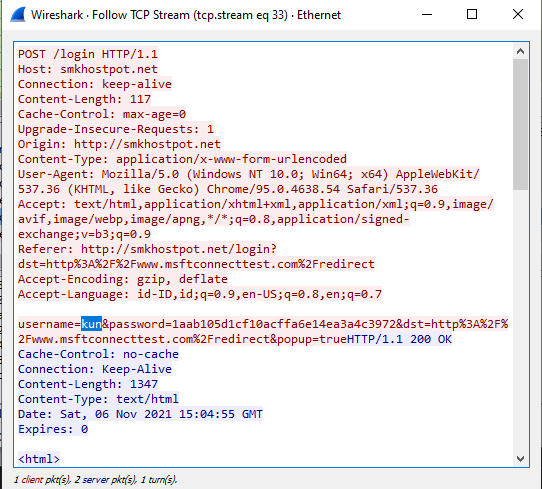 Wireshark · Follow TCP Stream (tcp.stream eq 33) · Ethernet
POST /login HTTP/1.1
Host: smkhostpot.net
Connection: keep-alive
Content-Length: 117
Cache-Control: max-age=0
Upgrade-Insecure-Requests: 1
Origin: http://smkhostpot.net
Content-Type: application/x-www-form-urlencoded
User-Agent: Mozilla/5.0 (Windows NT 10.0; Win64; x64) AppleWebKit/
537.36 (KHTML, like Gecko) Chrome/95.0.4638.54 Safari/537.36
Accept: text/html,application/xhtml+xml,application/xml;q=0.9,image/
avif,image/webp,image/apng,*/*;q=0.8,application/signed-
exchange;v=b3;q=0.9
Referer: http://smkhostpot.net/login?
dst=http%3A%2F%2Fwww.msftconnecttest.com%2Fredirect
Accept-Encoding: gzip, deflate
Accept-Language: id-ID,id;q=0.9,en-US;q=0.8,en;q=0.7
username=kun&password=1aab105d1cf10acffa6e14ea3a4c3972&dst=http%3A%2F%
2Fwww.msftconnecttest.com%2Fredirect&popup=trueHTTP/1.1 200 OK
Cache-Control: no-cache
Connection: Keep-Alive
Content-Length: 1347
Content-Type: text/html
Date: Sat, 06 Nov 2021 15:04:55 GMT
Expires: 0
<html>
1 client pkt(s), 2 server pkt(s), 1 turn(s).